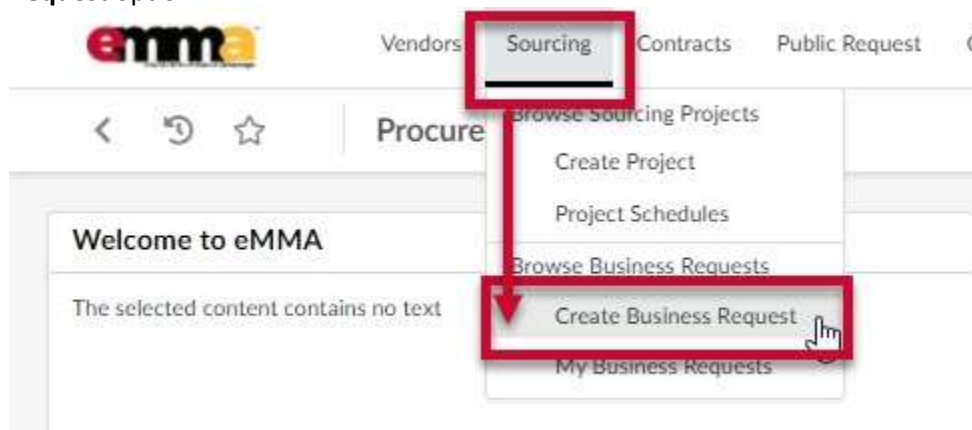 emma
Vendors Sourcing Contracts Public Request
Procure
Browse Sourcing Projects
Create Project
Project Schedules
Welcome to eMMA
Browse Business Requests
The selected content contains no text
Create Business Request
My Business Requests